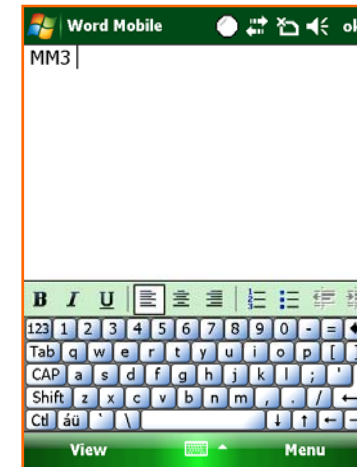 Word Mobile ok
MM3
B I U
123 1 2 3 4 5 6 7 8 9 0 - =
Tab q w e r t y u i o p [ ]
CAP a s d f g h j k l ; '
Shift z x c v b n m , . /
Ctl áü ` \
View Menu